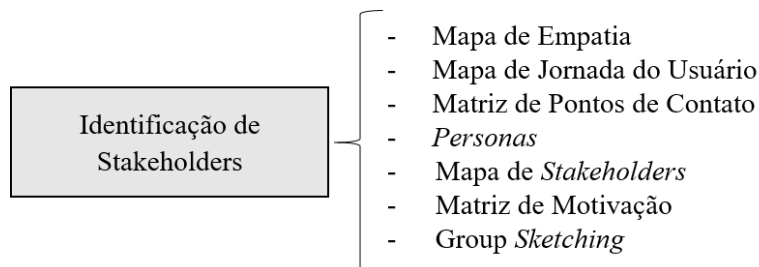 Identificação de
Stakeholders
- Mapa de Empatia
- Mapa de Jornada do Usuário
- Matriz de Pontos de Contato
- Personas
- Mapa de Stakeholders
- Matriz de Motivação
- Group Sketching